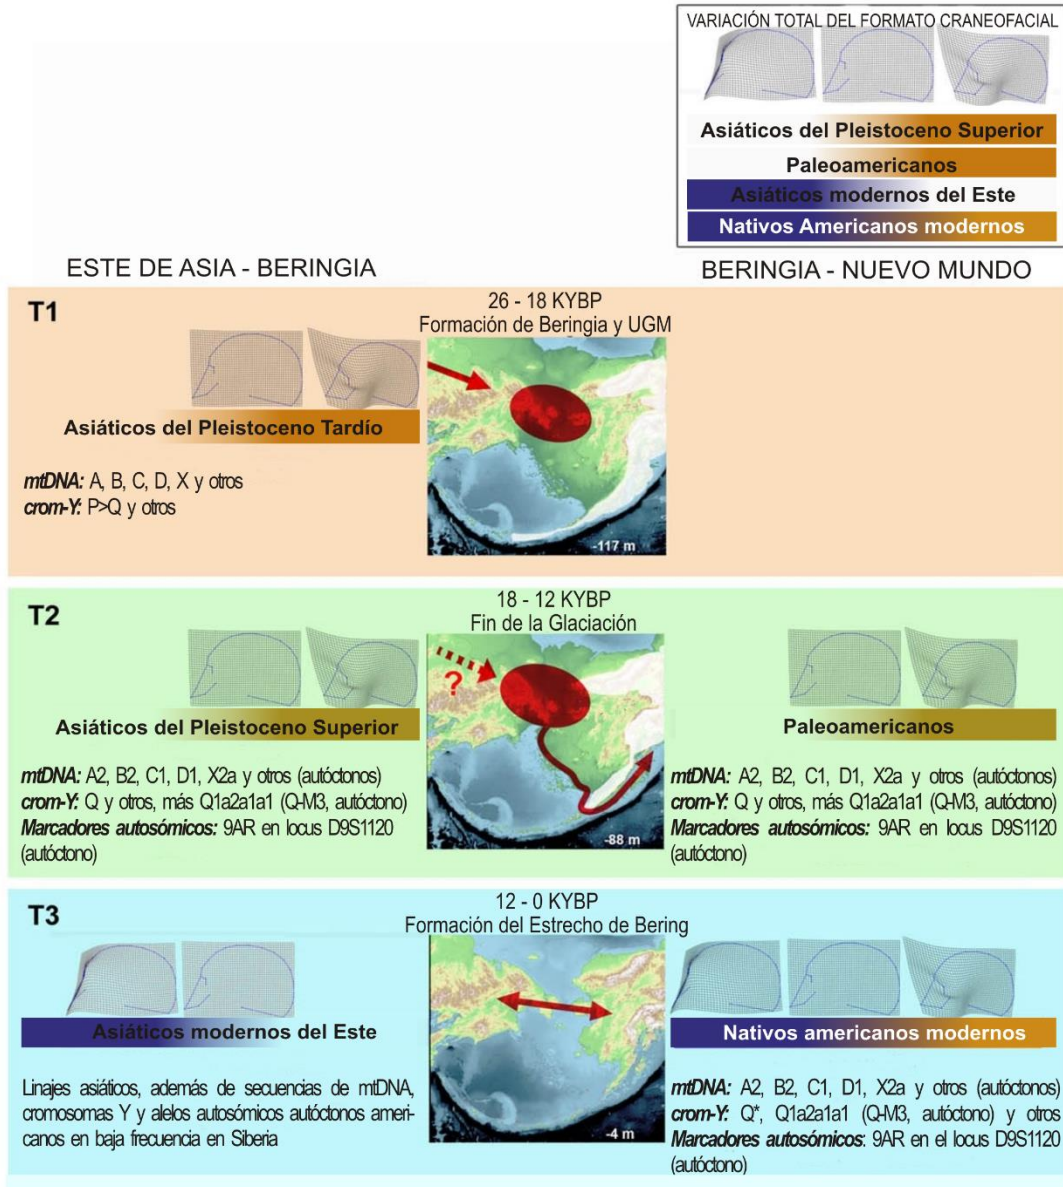 VARIACIÓN TOTAL DEL FORMATO CRANEOFACIAL
Asiáticos del Pleistoceno Superior
Paleoamericanos
Asiáticos modernos del Este
Nativos Americanos modernos
ESTE DE ASIA - BERINGIA
BERINGIA - NUEVO MUNDO
T1
26 - 18 KYBP
Formación de Beringia y UGM
Asiáticos del Pleistoceno Tardío
mtDNA: A, B, C, D, X y otros
crom-Y: P>Q y otros
-117 m
T2
18 - 12 KYBP
Fin de la Glaciación
?
Asiáticos del Pleistoceno Superior
mtDNA: A2, B2, C1, D1, X2a y otros (autóctonos)
crom-Y: Q y otros, más Q1a2a1a1 (Q-M3, autóctono)
Marcadores autosómicos: 9AR en locus D9S1120
(autóctono)
-88 m
Paleoamericanos
mtDNA: A2, B2, C1, D1, X2a y otros (autóctonos)
crom-Y: Q y otros, más Q1a2a1a1 (Q-M3, autóctono)
Marcadores autosómicos: 9AR en locus D9S1120
(autóctono)
T3
12 - 0 KYBP
Formación del Estrecho de Bering
Asiáticos modernos del Este
Linajes asiáticos, además de secuencias de mtDNA,
cromosomas Y y alelos autosómicos autóctonos ameri-
canos en baja frecuencia en Siberia
-4 m
Nativos americanos modernos
mtDNA: A2, B2, C1, D1, X2a y otros (autóctonos)
crom-Y: Q*, Q1a2a1a1 (Q-M3, autóctono) y otros
Marcadores autosómicos: 9AR en el locus D9S1120
(autóctono)